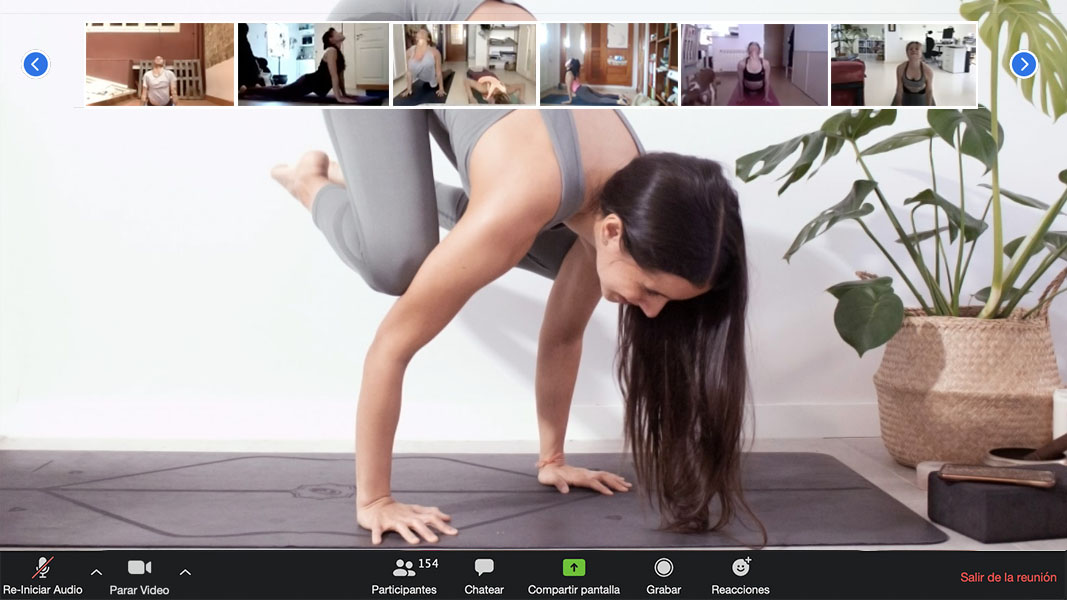 154
Re-Iniciar Audio
Parar Video
Participantes
Chatear
Compartir pantalla
Grabar
Reacciones
Salir de la reunión